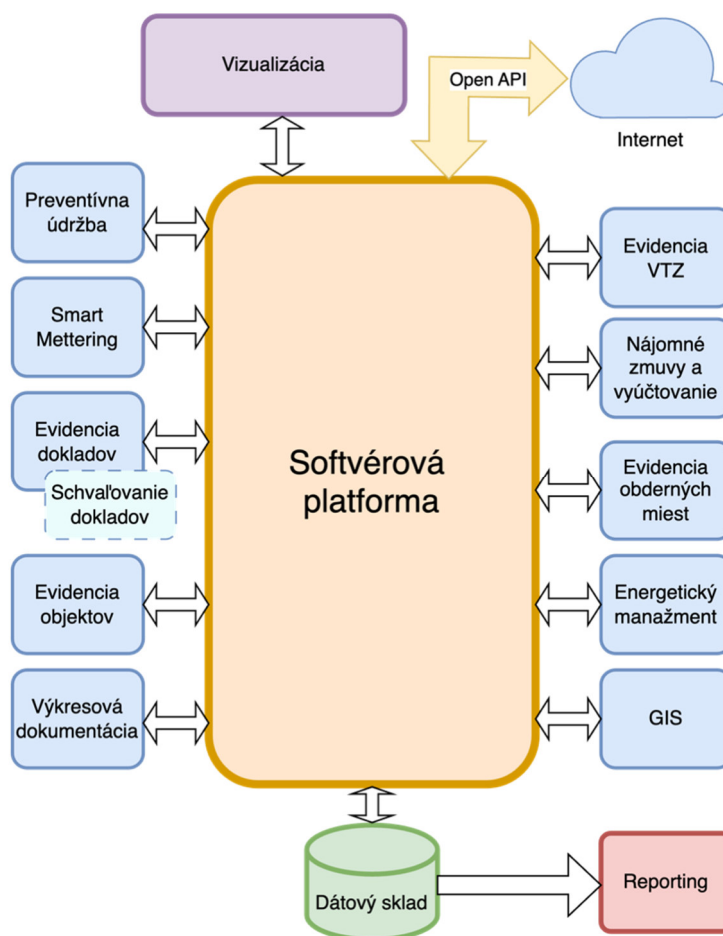 Vizualizácia
Open API
Internet
Preventívna
údržba
Smart
Mettering
Evidencia
dokladov
Schvaľovanie
dokladov
Evidencia
objektov
Výkresová
dokumentácia
Softvérová
platforma
Evidencia
VTZ
Nájomné
zmuvy a
vyúčtovanie
Evidencia
obderných
miest
Energetický
manažment
GIS
Dátový sklad
Reporting